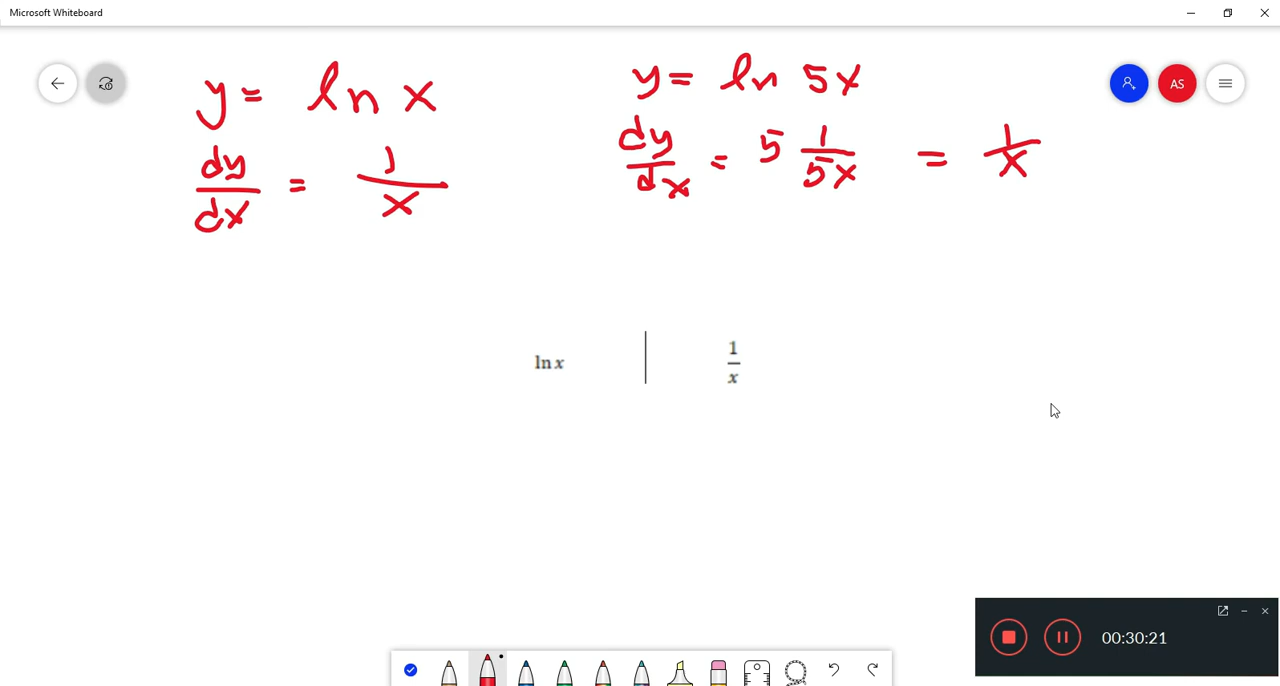 Microsoft Whiteboard
y = ln x
dy/dx = 1/x
y = ln 5x
dy/dx = 5 1/5x = 1/x
AS
ln x | 1/x
00:30:21